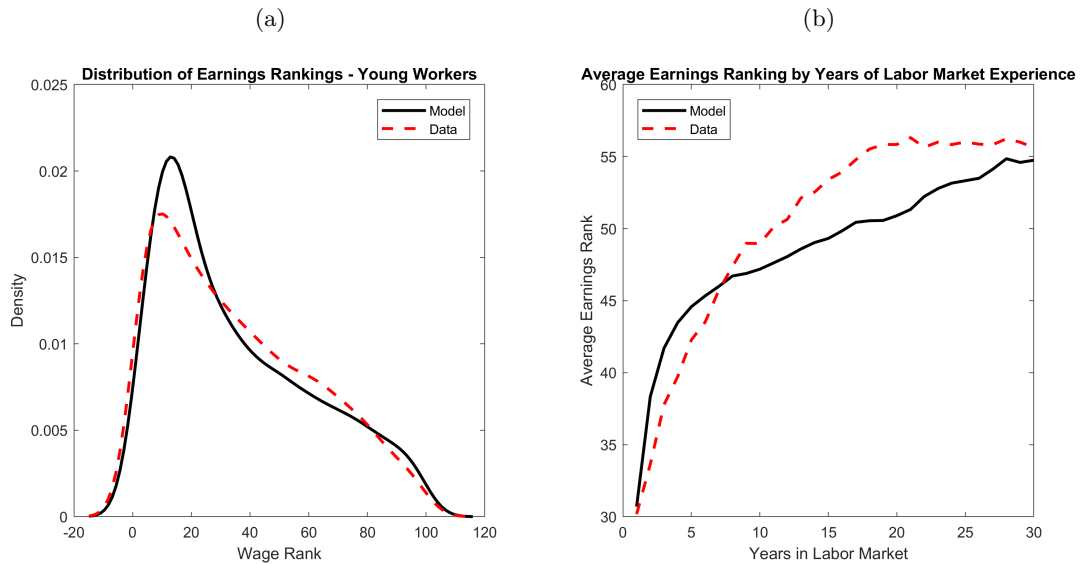 (a)
Distribution of Earnings Rankings - Young Workers
0.025
0.02
0.015
0.01
0.005
0
Density
-20 0 20 40 60 80 100 120
Wage Rank
Model
Data
(b)
Average Earnings Ranking by Years of Labor Market Experience
60
55
50
45
40
35
30
Average Earnings Rank
0 5 10 15 20 25 30
Years in Labor Market
Model
Data